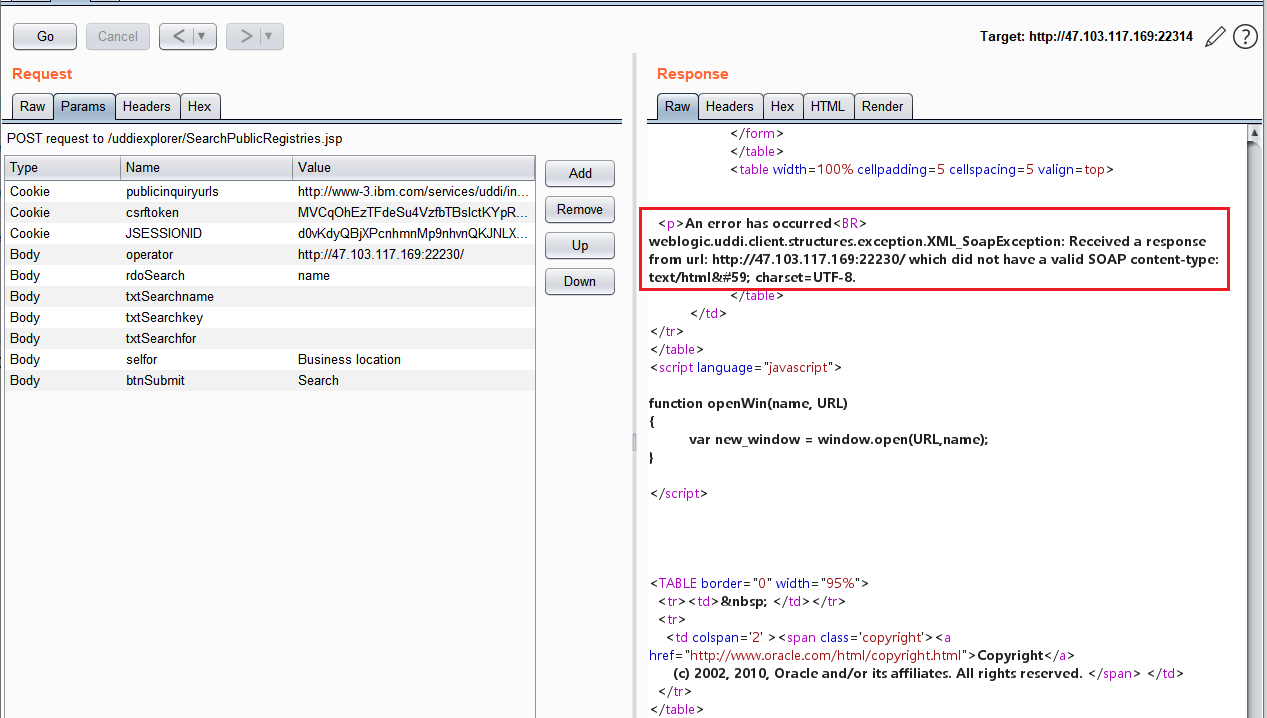 Go Cancel < ▼ > ▼ Target: http://47.103.117.169:22314 ?
Request
Raw Params Headers Hex
POST request to /uddiexplorer/SearchPublicRegistries.jsp
Type Name Value
Cookie publicinquiryurls http://www-3.ibm.com/services/uddi/in...
Cookie csrftoken MVCqOhEzTFdeSu4VzfbTBslctKYpR...
Cookie JSESSIONID d0vKdyQBjXPcnhmnMp9nhvnQKJNLX...
Body operator http://47.103.117.169:22230/
Body rdoSearch name
Body txtSearchname
Body txtSearchkey
Body txtSearchfor
Body selfor Business location
Body btnSubmit Search
Add
Remove
Up
Down
Response
Raw Headers Hex HTML Render
</form>
</table>
<table width=100% cellpadding=5 cellspacing=5 valign=top>
<p>An error has occurred<BR>
weblogic.uddi.client.structures.exception.XML_SoapException: Received a response
from url: http://47.103.117.169:22230/ which did not have a valid SOAP content-type:
text/html&#59; charset=UTF-8.
</table>
</td>
</tr>
</table>
<script language="javascript">
function openWin(name, URL)
{
var new_window = window.open(URL,name);
}
</script>
<TABLE border="0" width="95%">
<tr><td>&nbsp; </td></tr>
<tr>
<td colspan='2' ><span class='copyright'><a
href="http://www.oracle.com/html/copyright.html">Copyright</a>
(c) 2002, 2010, Oracle and/or its affiliates. All rights reserved. </span> </td>
</tr>
</table>